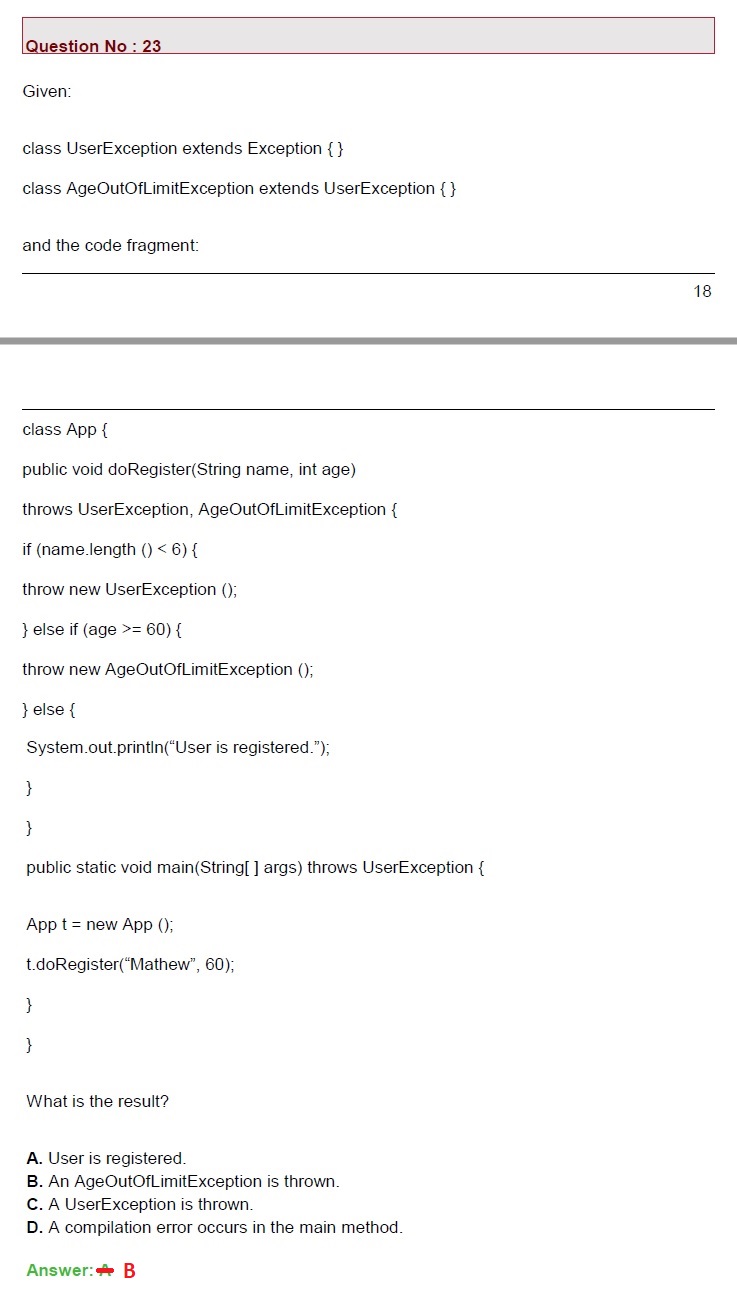 Question No : 23
Given:
class UserException extends Exception { }
class AgeOutOfLimitException extends UserException { }
and the code fragment:
18
class App {
public void doRegister(String name, int age)
throws UserException, AgeOutOfLimitException {
if (name.length () < 6) {
throw new UserException ();
} else if (age >= 60) {
throw new AgeOutOfLimitException ();
} else {
System.out.println(“User is registered.”);
}
}
public static void main(String[ ] args) throws UserException {
App t = new App ();
t.doRegister(“Mathew”, 60);
}
}
What is the result?
A. User is registered.
B. An AgeOutOfLimitException is thrown.
C. A UserException is thrown.
D. A compilation error occurs in the main method.
Answer: A B